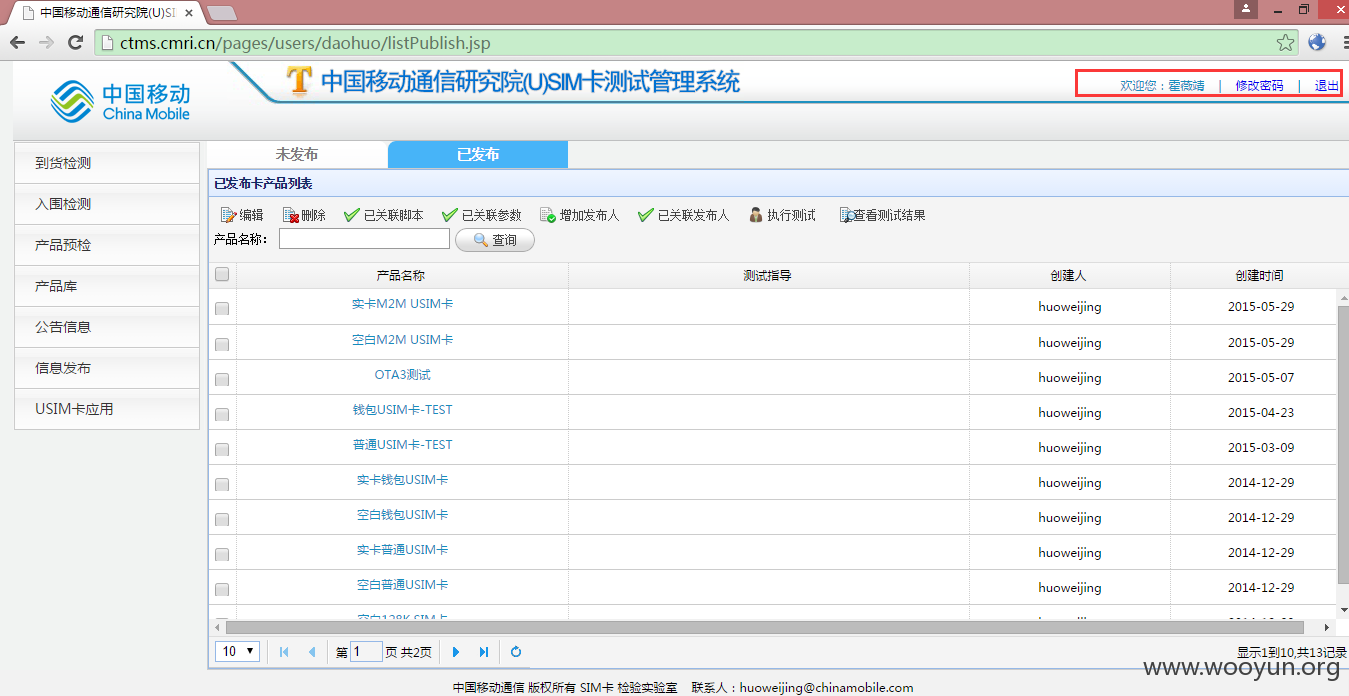 中国移动通信研究院(U)SI
ctms.cmri.cn/pages/users/daohuo/listPublish.jsp
中国移动
China Mobile
中国移动通信研究院(U)SIM卡测试管理系统
欢迎您：霍薇靖 | 修改密码 | 退出
到货检测
入围检测
产品预检
产品库
公告信息
信息发布
USIM卡应用
未发布 已发布
已发布卡产品列表
编辑 删除 已关联脚本 已关联参数 增加发布人 已关联发布人 执行测试 查看测试结果
产品名称： 查询
产品名称 测试指导 创建人 创建时间
实卡M2M USIM卡 huoweijing 2015-05-29
空白M2M USIM卡 huoweijing 2015-05-29
OTA3测试 huoweijing 2015-05-07
钱包USIM卡-TEST huoweijing 2015-04-23
普通USIM卡-TEST huoweijing 2015-03-09
实卡钱包USIM卡 huoweijing 2014-12-29
空白钱包USIM卡 huoweijing 2014-12-29
实卡普通USIM卡 huoweijing 2014-12-29
空白普通USIM卡 huoweijing 2014-12-29
空白128K SIM卡
10 第 1 页 共2页 显示1到10,共13记录
www.wooyun.org
中国移动通信 版权所有 SIM卡 检验实验室 联系人：huoweijing@chinamobile.com